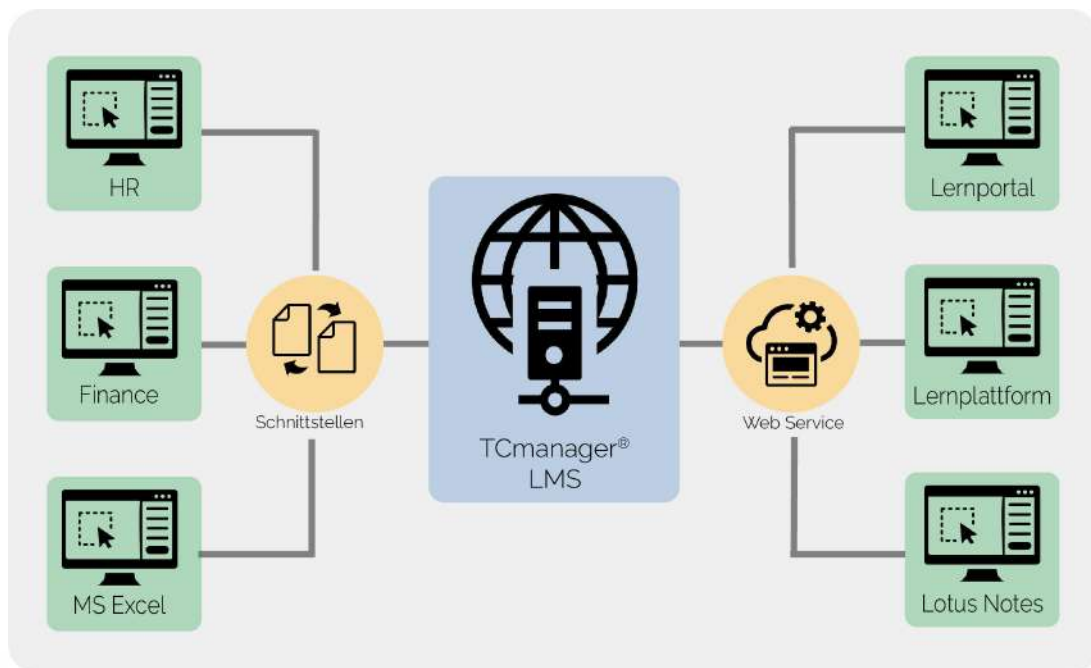 HR
Lernportal
Finance
Schnittstellen
TCmanager®
LMS
Web Service
Lernplattform
MS Excel
Lotus Notes